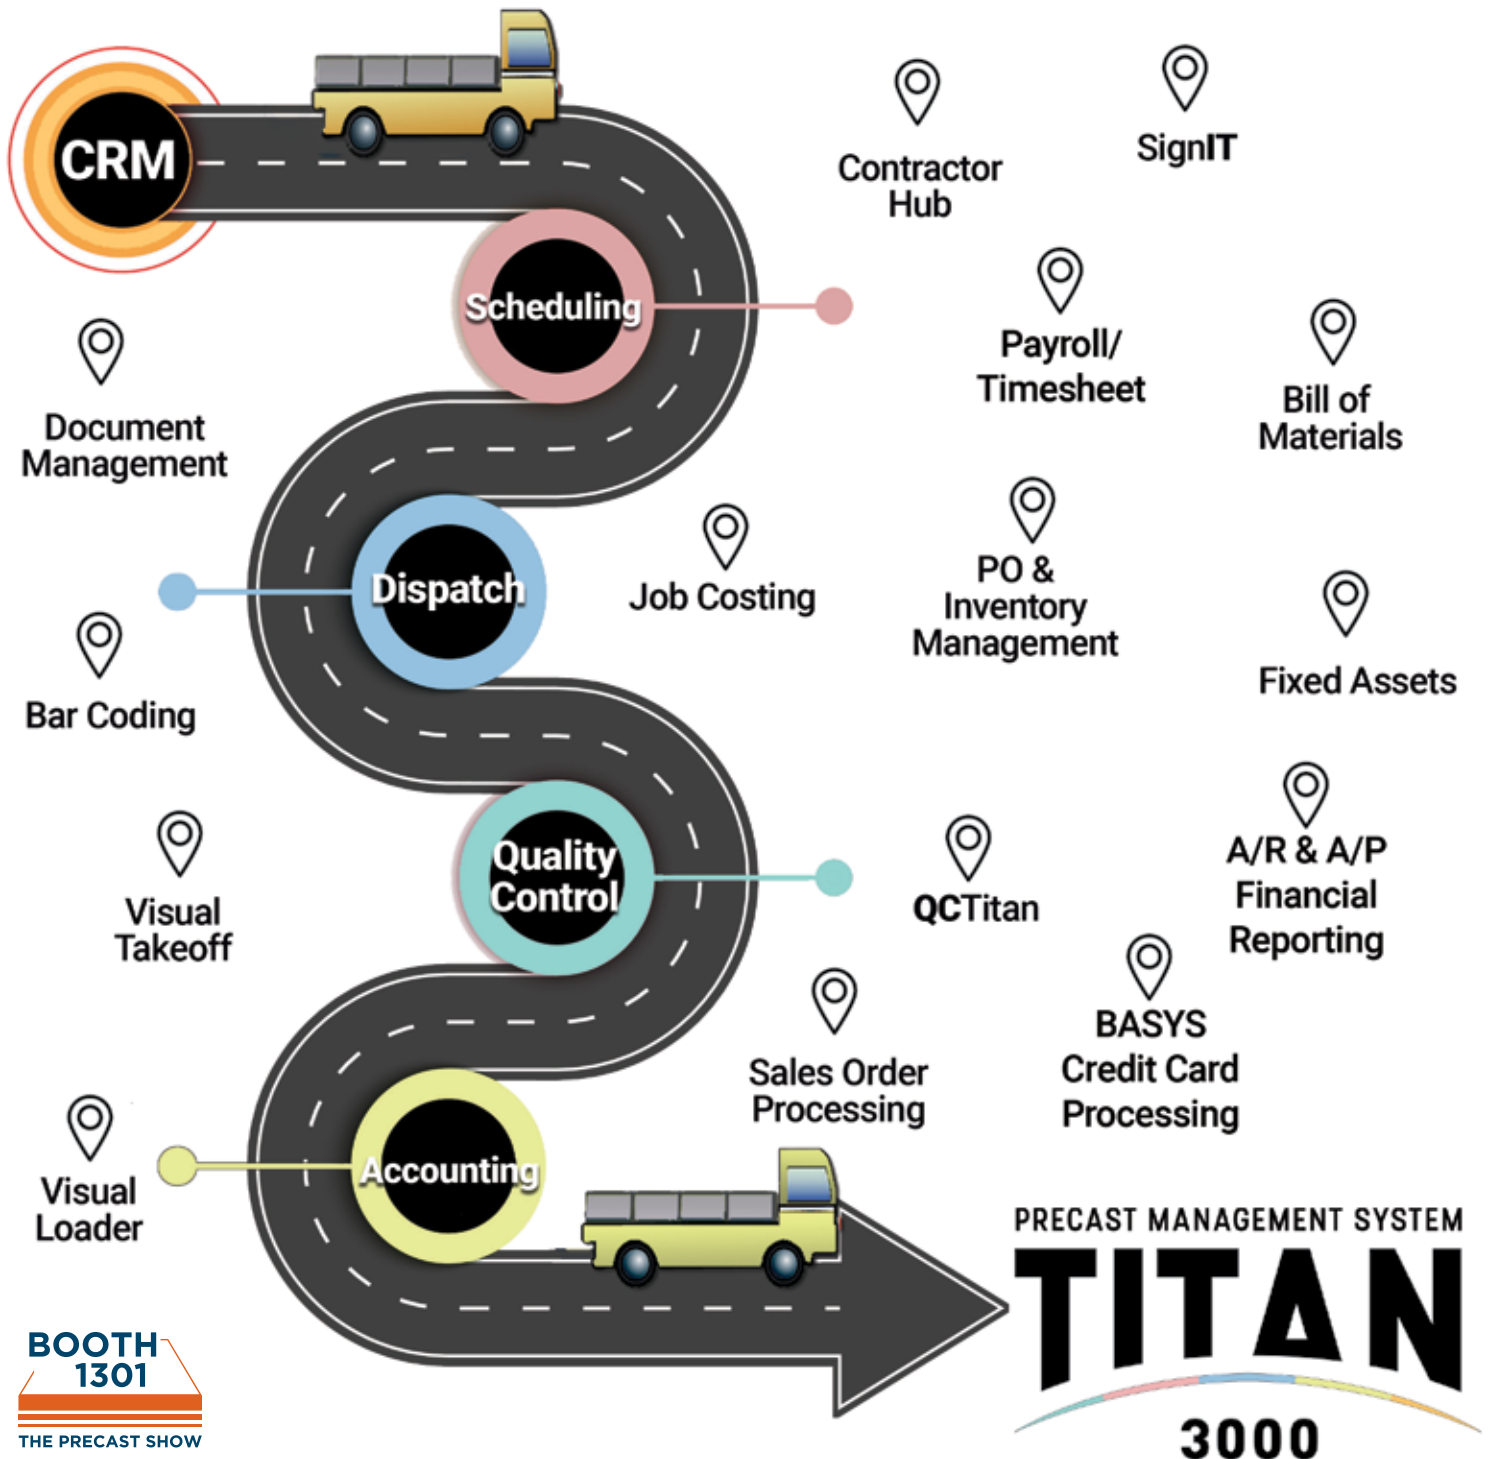 CRM
Contractor
Hub
SignIT
Scheduling
Payroll/
Timesheet
Bill of
Materials
Document
Management
Dispatch
Job Costing
PO &
Inventory
Management
Fixed Assets
Bar Coding
Quality
Control
Visual
Takeoff
QCTitan
A/R & A/P
Financial
Reporting
BASYS
Credit Card
Processing
Sales Order
Processing
Accounting
Visual
Loader
PRECAST MANAGEMENT SYSTEM
TITAN
3000
BOOTH
1301
THE PRECAST SHOW